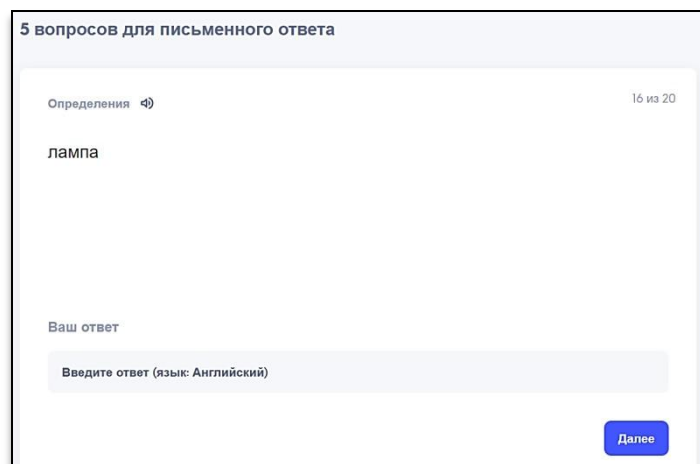 5 вопросов для письменного ответа
Определения
16 из 20
лампа
Ваш ответ
Введите ответ (язык: Английский)
Далее